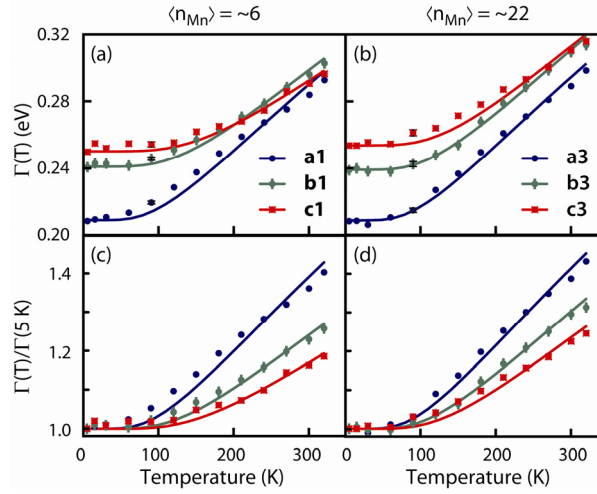 ⟨n_Mn⟩ = ~6
⟨n_Mn⟩ = ~22
0.32
0.28
0.24
0.20
Γ(T) (eV)
(a)
a1
b1
c1
(b)
a3
b3
c3
1.4
1.2
1.0
Γ(T)/Γ(5 K)
(c)
(d)
0 100 200 300
0 100 200 300
Temperature (K)
Temperature (K)